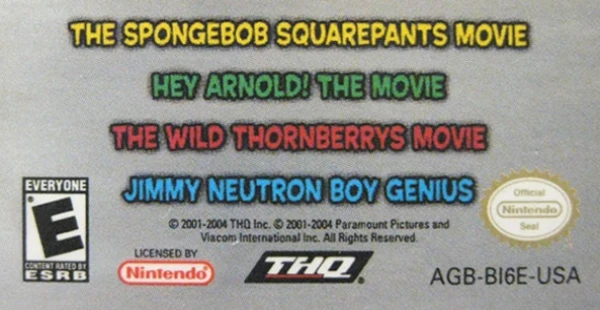 THE SPONGEBOB SQUAREPANTS MOVIE
HEY ARNOLD! THE MOVIE
THE WILD THORNBERRYS MOVIE
JIMMY NEUTRON BOY GENIUS
EVERYONE
E
CONTENT RATED BY
ESRB
© 2001-2004 THQ Inc. © 2001-2004 Paramount Pictures and
Viacom International Inc. All Rights Reserved.
LICENSED BY
Nintendo®
THQ
Official
Nintendo
Seal
AGB-BI6E-USA